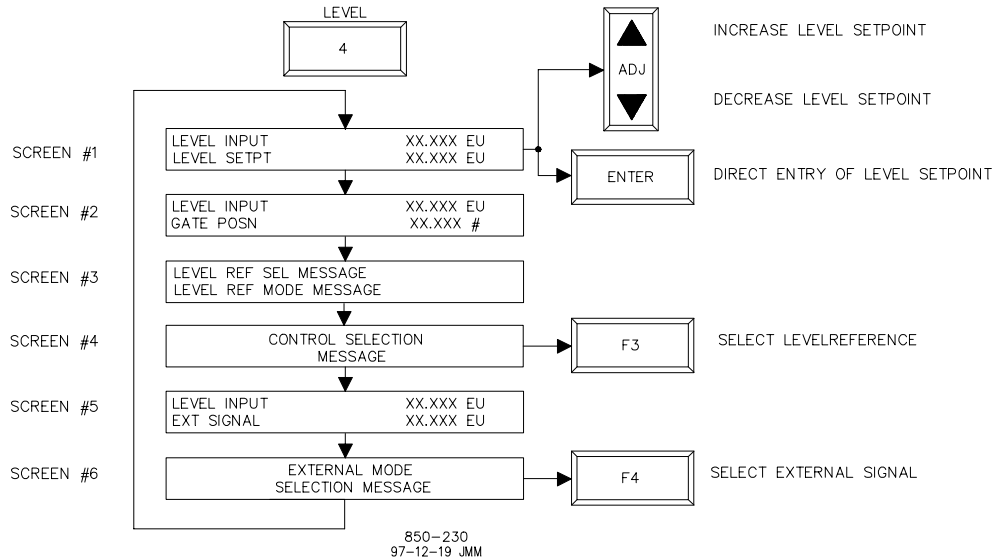 LEVEL
4
INCREASE LEVEL SETPOINT
ADJ
DECREASE LEVEL SETPOINT
SCREEN #1
LEVEL INPUT XX.XXX EU
LEVEL SETPT XX.XXX EU
ENTER
DIRECT ENTRY OF LEVEL SETPOINT
SCREEN #2
LEVEL INPUT XX.XXX EU
GATE POSN XX.XXX #
SCREEN #3
LEVEL REF SEL MESSAGE
LEVEL REF MODE MESSAGE
SCREEN #4
CONTROL SELECTION
MESSAGE
F3
SELECT LEVELREFERENCE
SCREEN #5
LEVEL INPUT XX.XXX EU
EXT SIGNAL XX.XXX EU
SCREEN #6
EXTERNAL MODE
SELECTION MESSAGE
F4
SELECT EXTERNAL SIGNAL
850-230
97-12-19 JMM